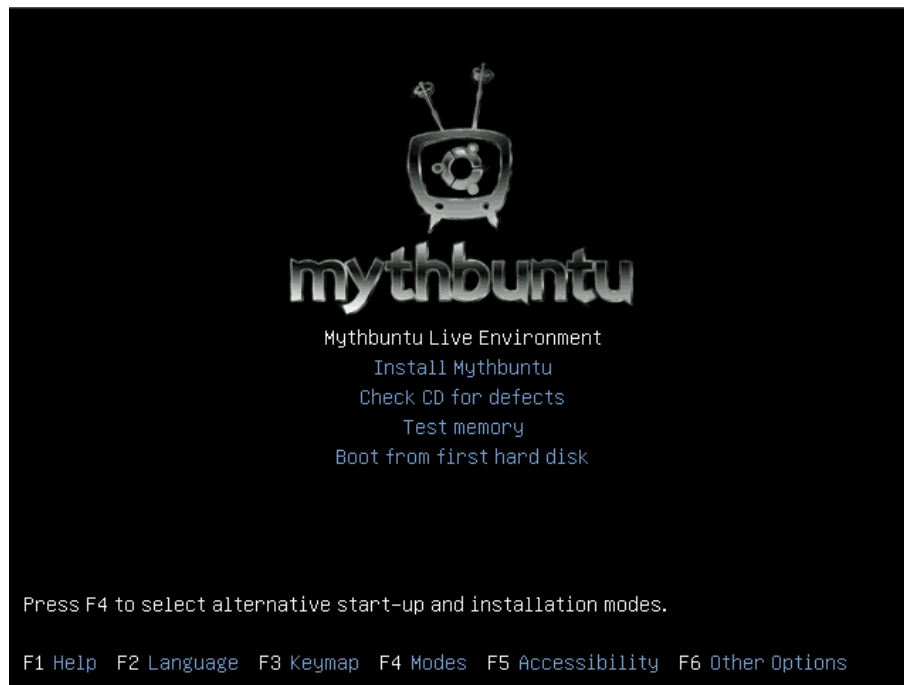 mythbuntu
Mythbuntu Live Environment
Install Mythbuntu
Check CD for defects
Test memory
Boot from first hard disk
Press F4 to select alternative start-up and installation modes.
F1 Help F2 Language F3 Keymap F4 Modes F5 Accessibility F6 Other Options